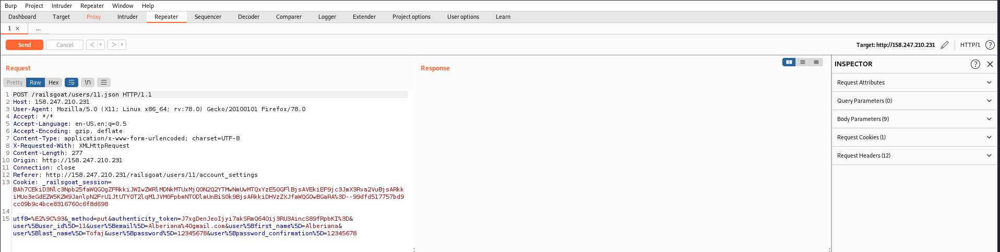 Burp Project Intruder Repeater Window Help
Dashboard Target Proxy Intruder Repeater Sequencer Decoder Comparer Logger Extender Project options User options Learn
1 × ...
Send Cancel < > Target: http://158.247.210.231 HTTP/1 ?
Request
Pretty Raw Hex \n
1 POST /railsgoat/users/11.json HTTP/1.1
2 Host: 158.247.210.231
3 User-Agent: Mozilla/5.0 (X11; Linux x86_64; rv:78.0) Gecko/20100101 Firefox/78.0
4 Accept: */*
5 Accept-Language: en-US,en;q=0.5
6 Accept-Encoding: gzip, deflate
7 Content-Type: application/x-www-form-urlencoded; charset=UTF-8
8 X-Requested-With: XMLHttpRequest
9 Content-Length: 277
10 Origin: http://158.247.210.231
11 Connection: close
12 Referer: http://158.247.210.231/railsgoat/users/11/account_settings
13 Cookie: _railsgoat_session=
BAh7CEkiD3Nlc3Npb25faWQGOgZFRkkiJWIwZWRlMDNkMTUxMjQ0N2Q2YTMwNmUwMTQxYzE5OGFlBjsAVEkiEF9jc3JmX3Rva2VuBjsARkk
iMUo3eGdEZW5KZW9JanlpN2FrU1JtUTY0T2lqM1JVM0FpbmNTODlmUnBiS0k9BjsARkkiDHVzZXJfaWQGOwBGaRA%3D--99dfd517757bd9
cc09b9c4bce8316760c6f8d698
14
15 utf8=%E2%9C%93&_method=put&authenticity_token=J7xgDenJeoIjyi7akSRmQ64Oij3RU3AincS89fRpbKI%3D&
user%5Buser_id%5D=11&user%5Bemail%5D=Alberiana%40gmail.com&user%5Bfirst_name%5D=Alberiana&
user%5Blast_name%5D=Tofaj&user%5Bpassword%5D=12345678&user%5Bpassword_confirmation%5D=12345678
Response
INSPECTOR ?
Request Attributes
Query Parameters (0)
Body Parameters (9)
Request Cookies (1)
Request Headers (12)